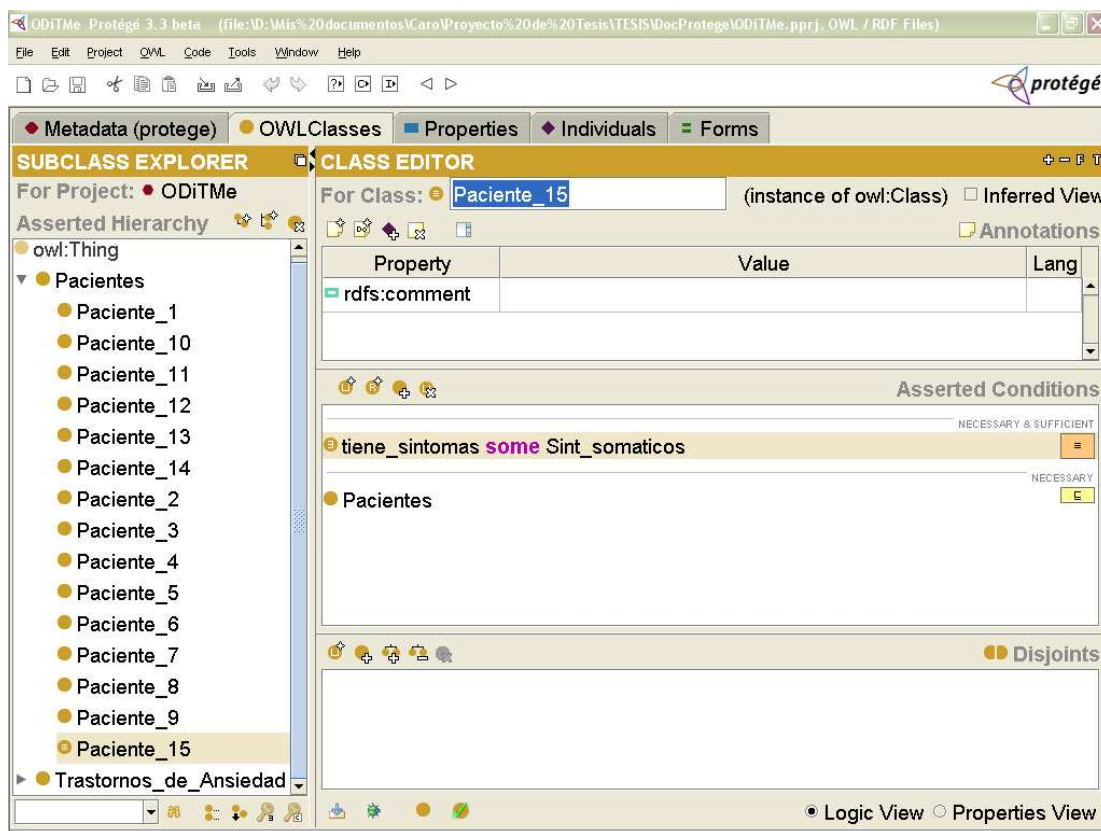 ODiTMe Protégé 3.3 beta (file:\D:\Mis%20documentos\Caro\Proyecto%20de%20Tesis\TESIS\DocProtege\ODiTMe.pprj, OWL / RDF Files)
File Edit Project OWL Code Tools Window Help
protégé
Metadata (protege) OWLClasses Properties Individuals Forms
SUBCLASS EXPLORER
For Project: ODiTMe
Asserted Hierarchy
owl:Thing
Pacientes
Paciente_1
Paciente_10
Paciente_11
Paciente_12
Paciente_13
Paciente_14
Paciente_2
Paciente_3
Paciente_4
Paciente_5
Paciente_6
Paciente_7
Paciente_8
Paciente_9
Paciente_15
Trastornos_de_Ansiedad
CLASS EDITOR
For Class: Paciente_15 (instance of owl:Class) Inferred View
Annotations
Property Value Lang
rdfs:comment
Asserted Conditions
NECESSARY & SUFFICIENT
tiene_sintomas some Sint_somaticos
≡
NECESSARY
Pacientes
⊑
Disjoints
Logic View Properties View